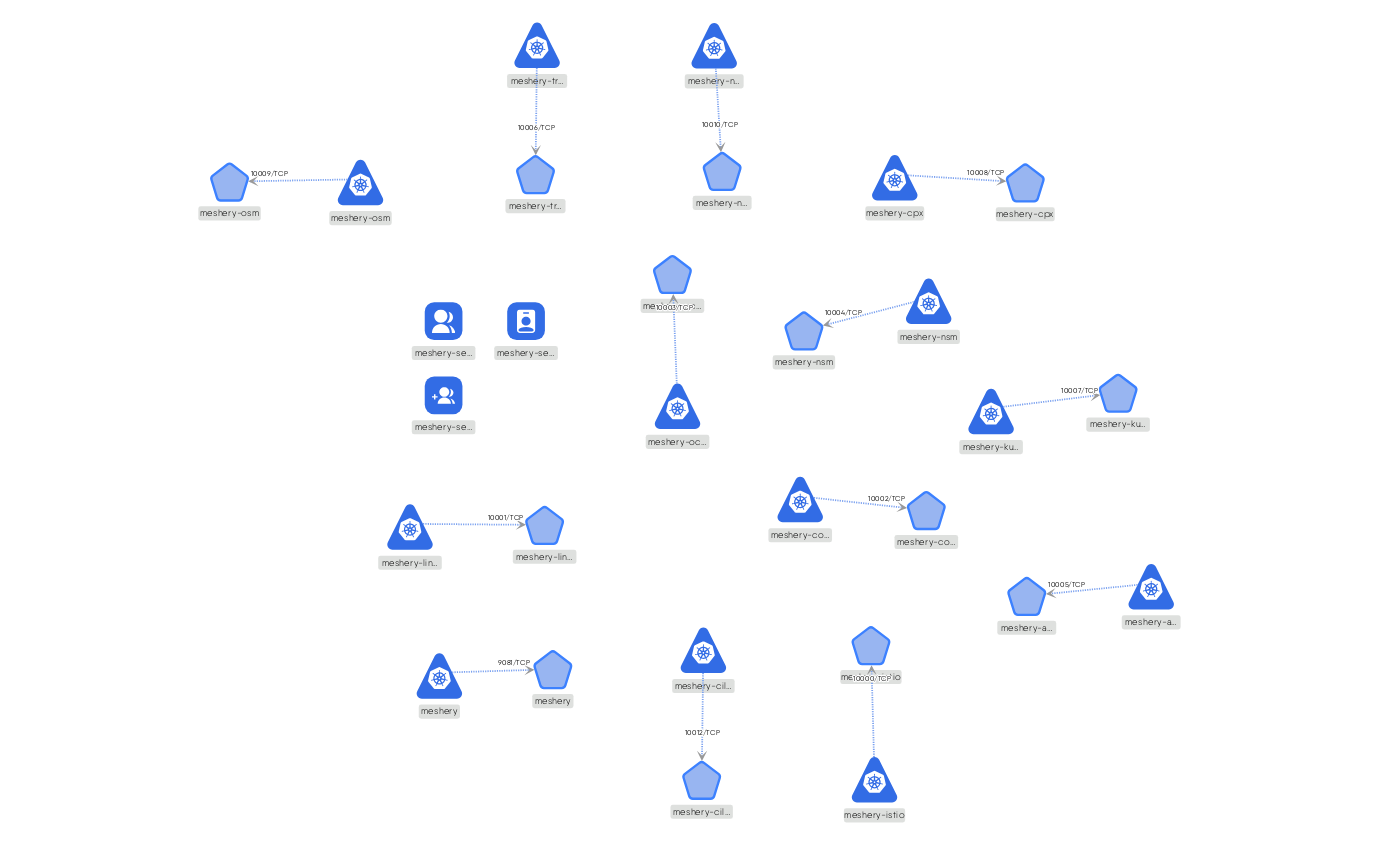 meshery-tr...
meshery-n...
10006/TCP
10010/TCP
10009/TCP
10008/TCP
meshery-osm
meshery-osm
meshery-tr...
meshery-n...
meshery-cpx
meshery-cpx
10003/TCP
10004/TCP
meshery-nsm
meshery-se...
meshery-se...
meshery-nsm
10007/TCP
meshery-se...
meshery-oc...
meshery-ku...
meshery-ku...
10002/TCP
10001/TCP
meshery-co...
meshery-co...
meshery-lin...
meshery-lin...
10005/TCP
meshery-a...
meshery-a...
9081/TCP
meshery-cil...
10000/TCP
meshery
meshery
10012/TCP
meshery-cil...
meshery-istio